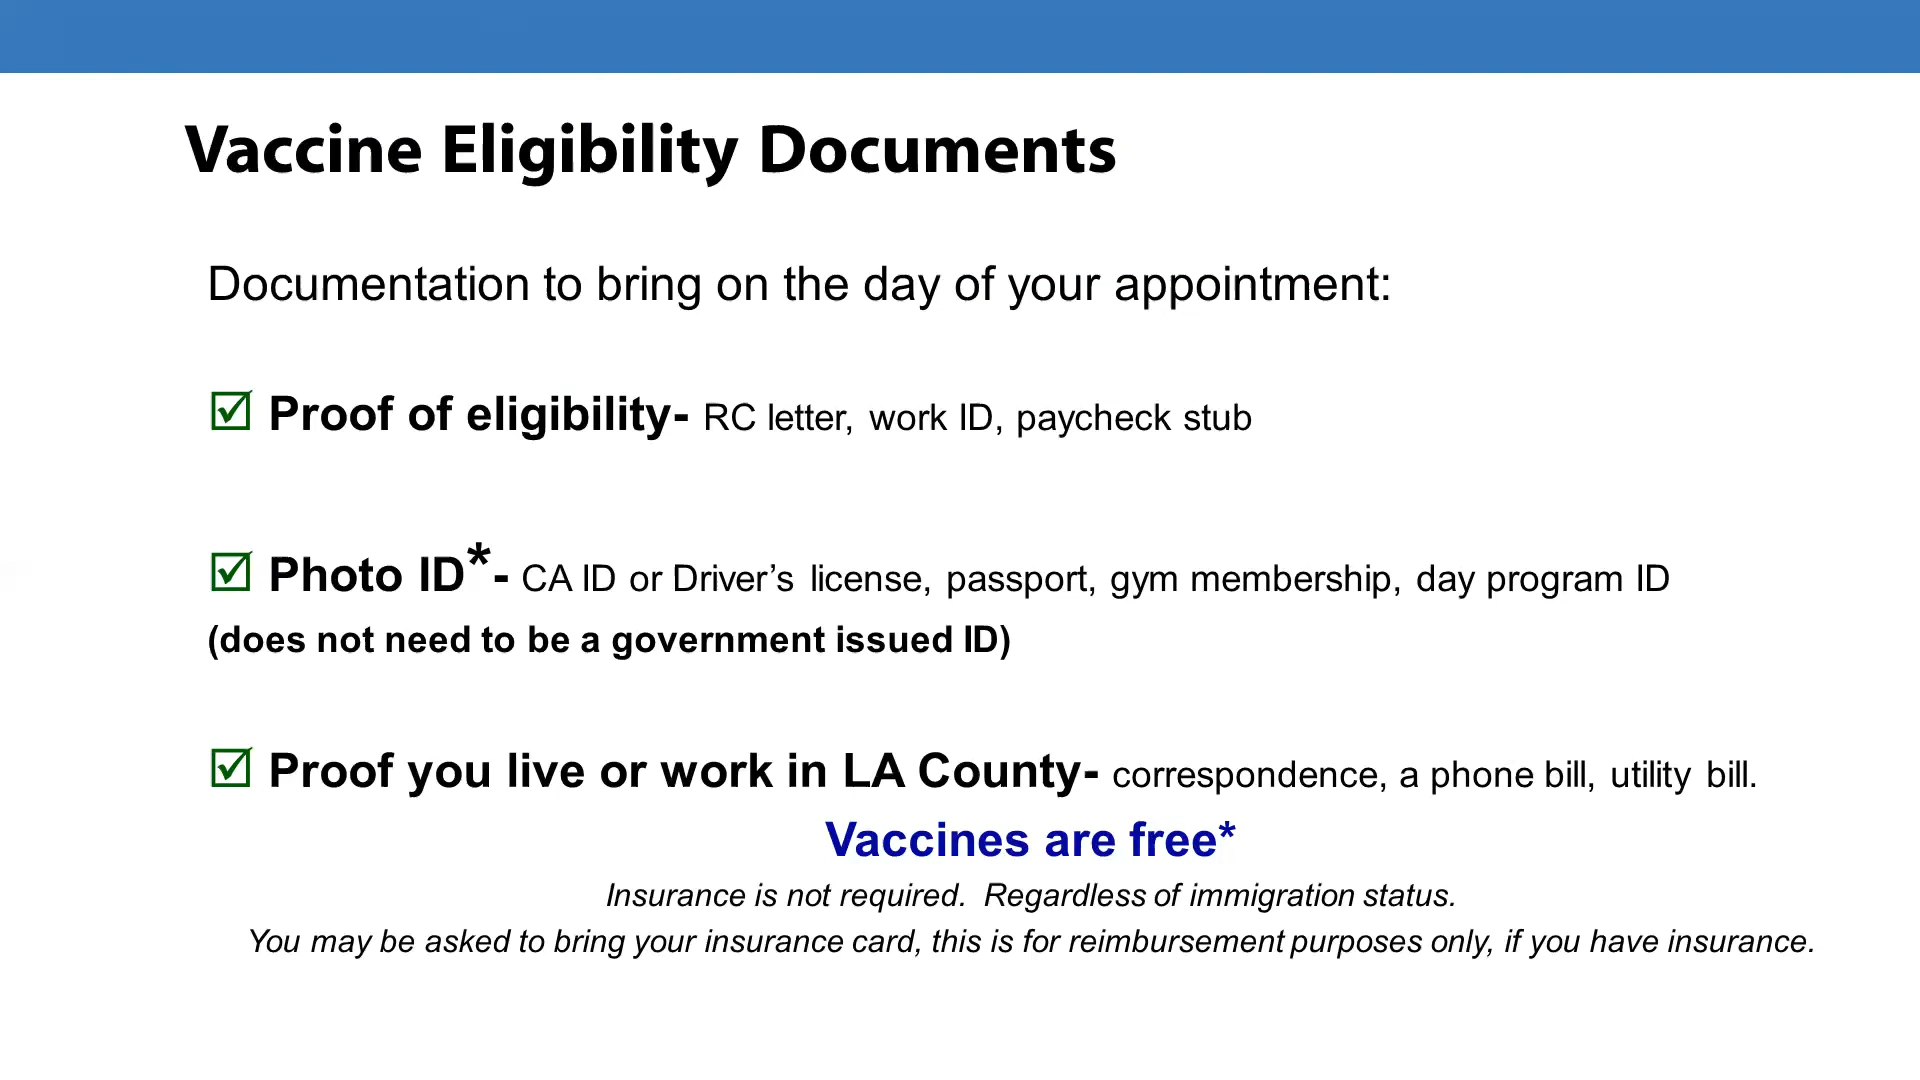 Vaccine Eligibility Documents
Documentation to bring on the day of your appointment:
☑ Proof of eligibility- RC letter, work ID, paycheck stub
☑ Photo ID*- CA ID or Driver’s license, passport, gym membership, day program ID
(does not need to be a government issued ID)
☑ Proof you live or work in LA County- correspondence, a phone bill, utility bill.
Vaccines are free*
Insurance is not required. Regardless of immigration status.
You may be asked to bring your insurance card, this is for reimbursement purposes only, if you have insurance.